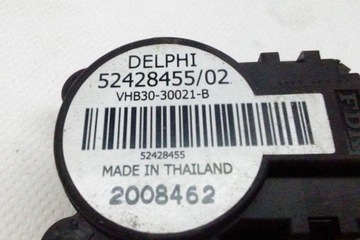 DELPHI
52428455/02
VHB30-30021-B
52428455
MADE IN THAILAND
2008462